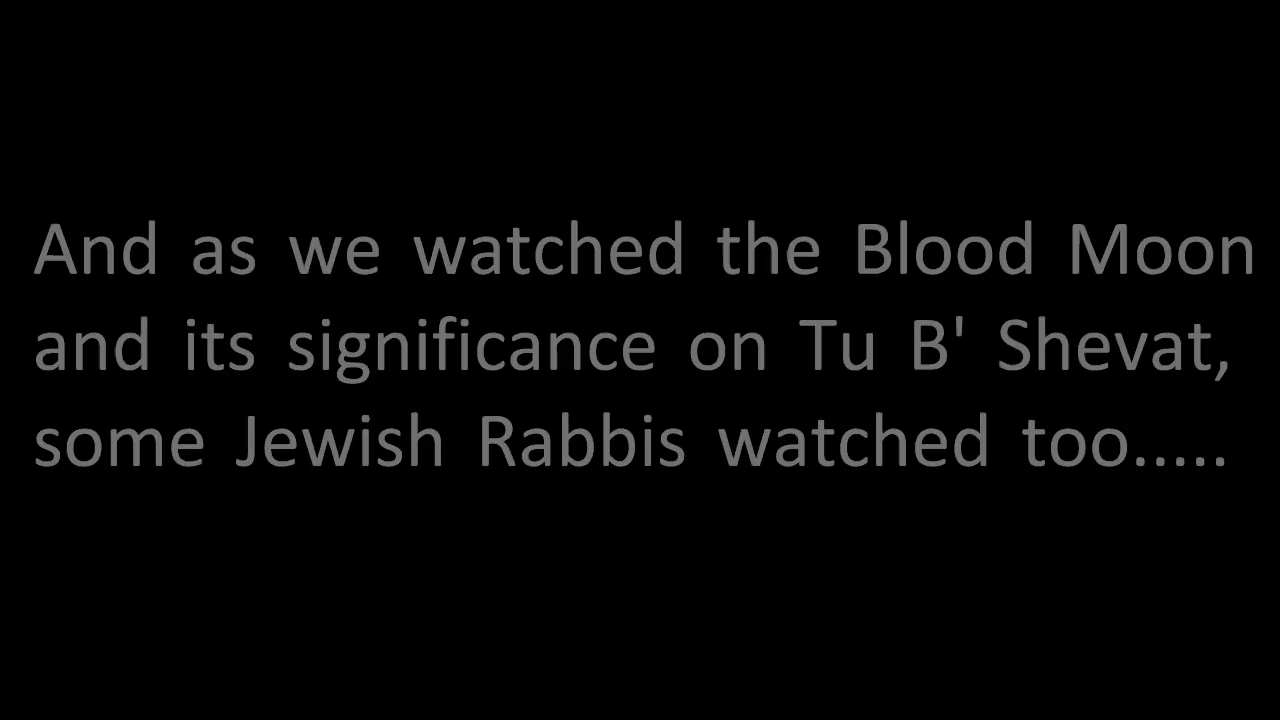 And as we watched the Blood Moon
and its significance on Tu B' Shevat,
some Jewish Rabbis watched too.....